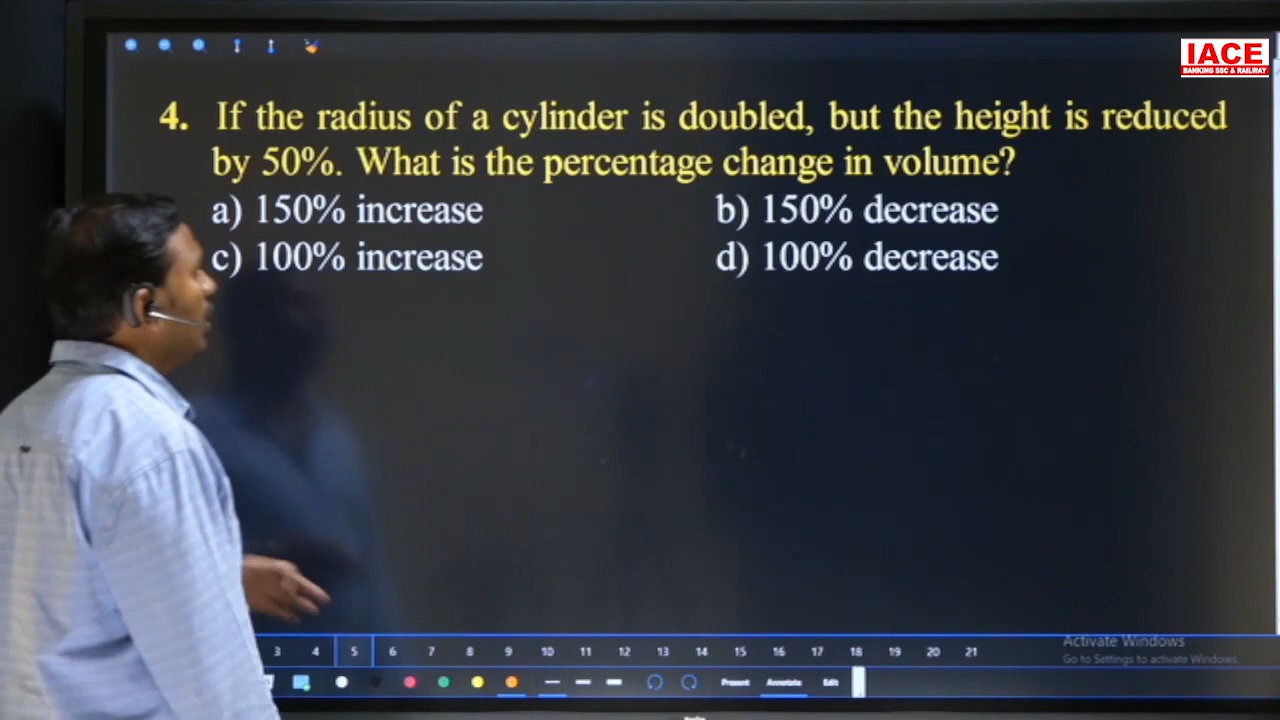 IACE
BANKING SSC & RAILWAY
4. If the radius of a cylinder is doubled, but the height is reduced
by 50%. What is the percentage change in volume?
a) 150% increase b) 150% decrease
c) 100% increase d) 100% decrease
Activate Windows
Go to Settings to activate Windows.
3 4 5 6 7 8 9 10 11 12 13 14 15 16 17 18 19 20 21
Present Annotate Edit